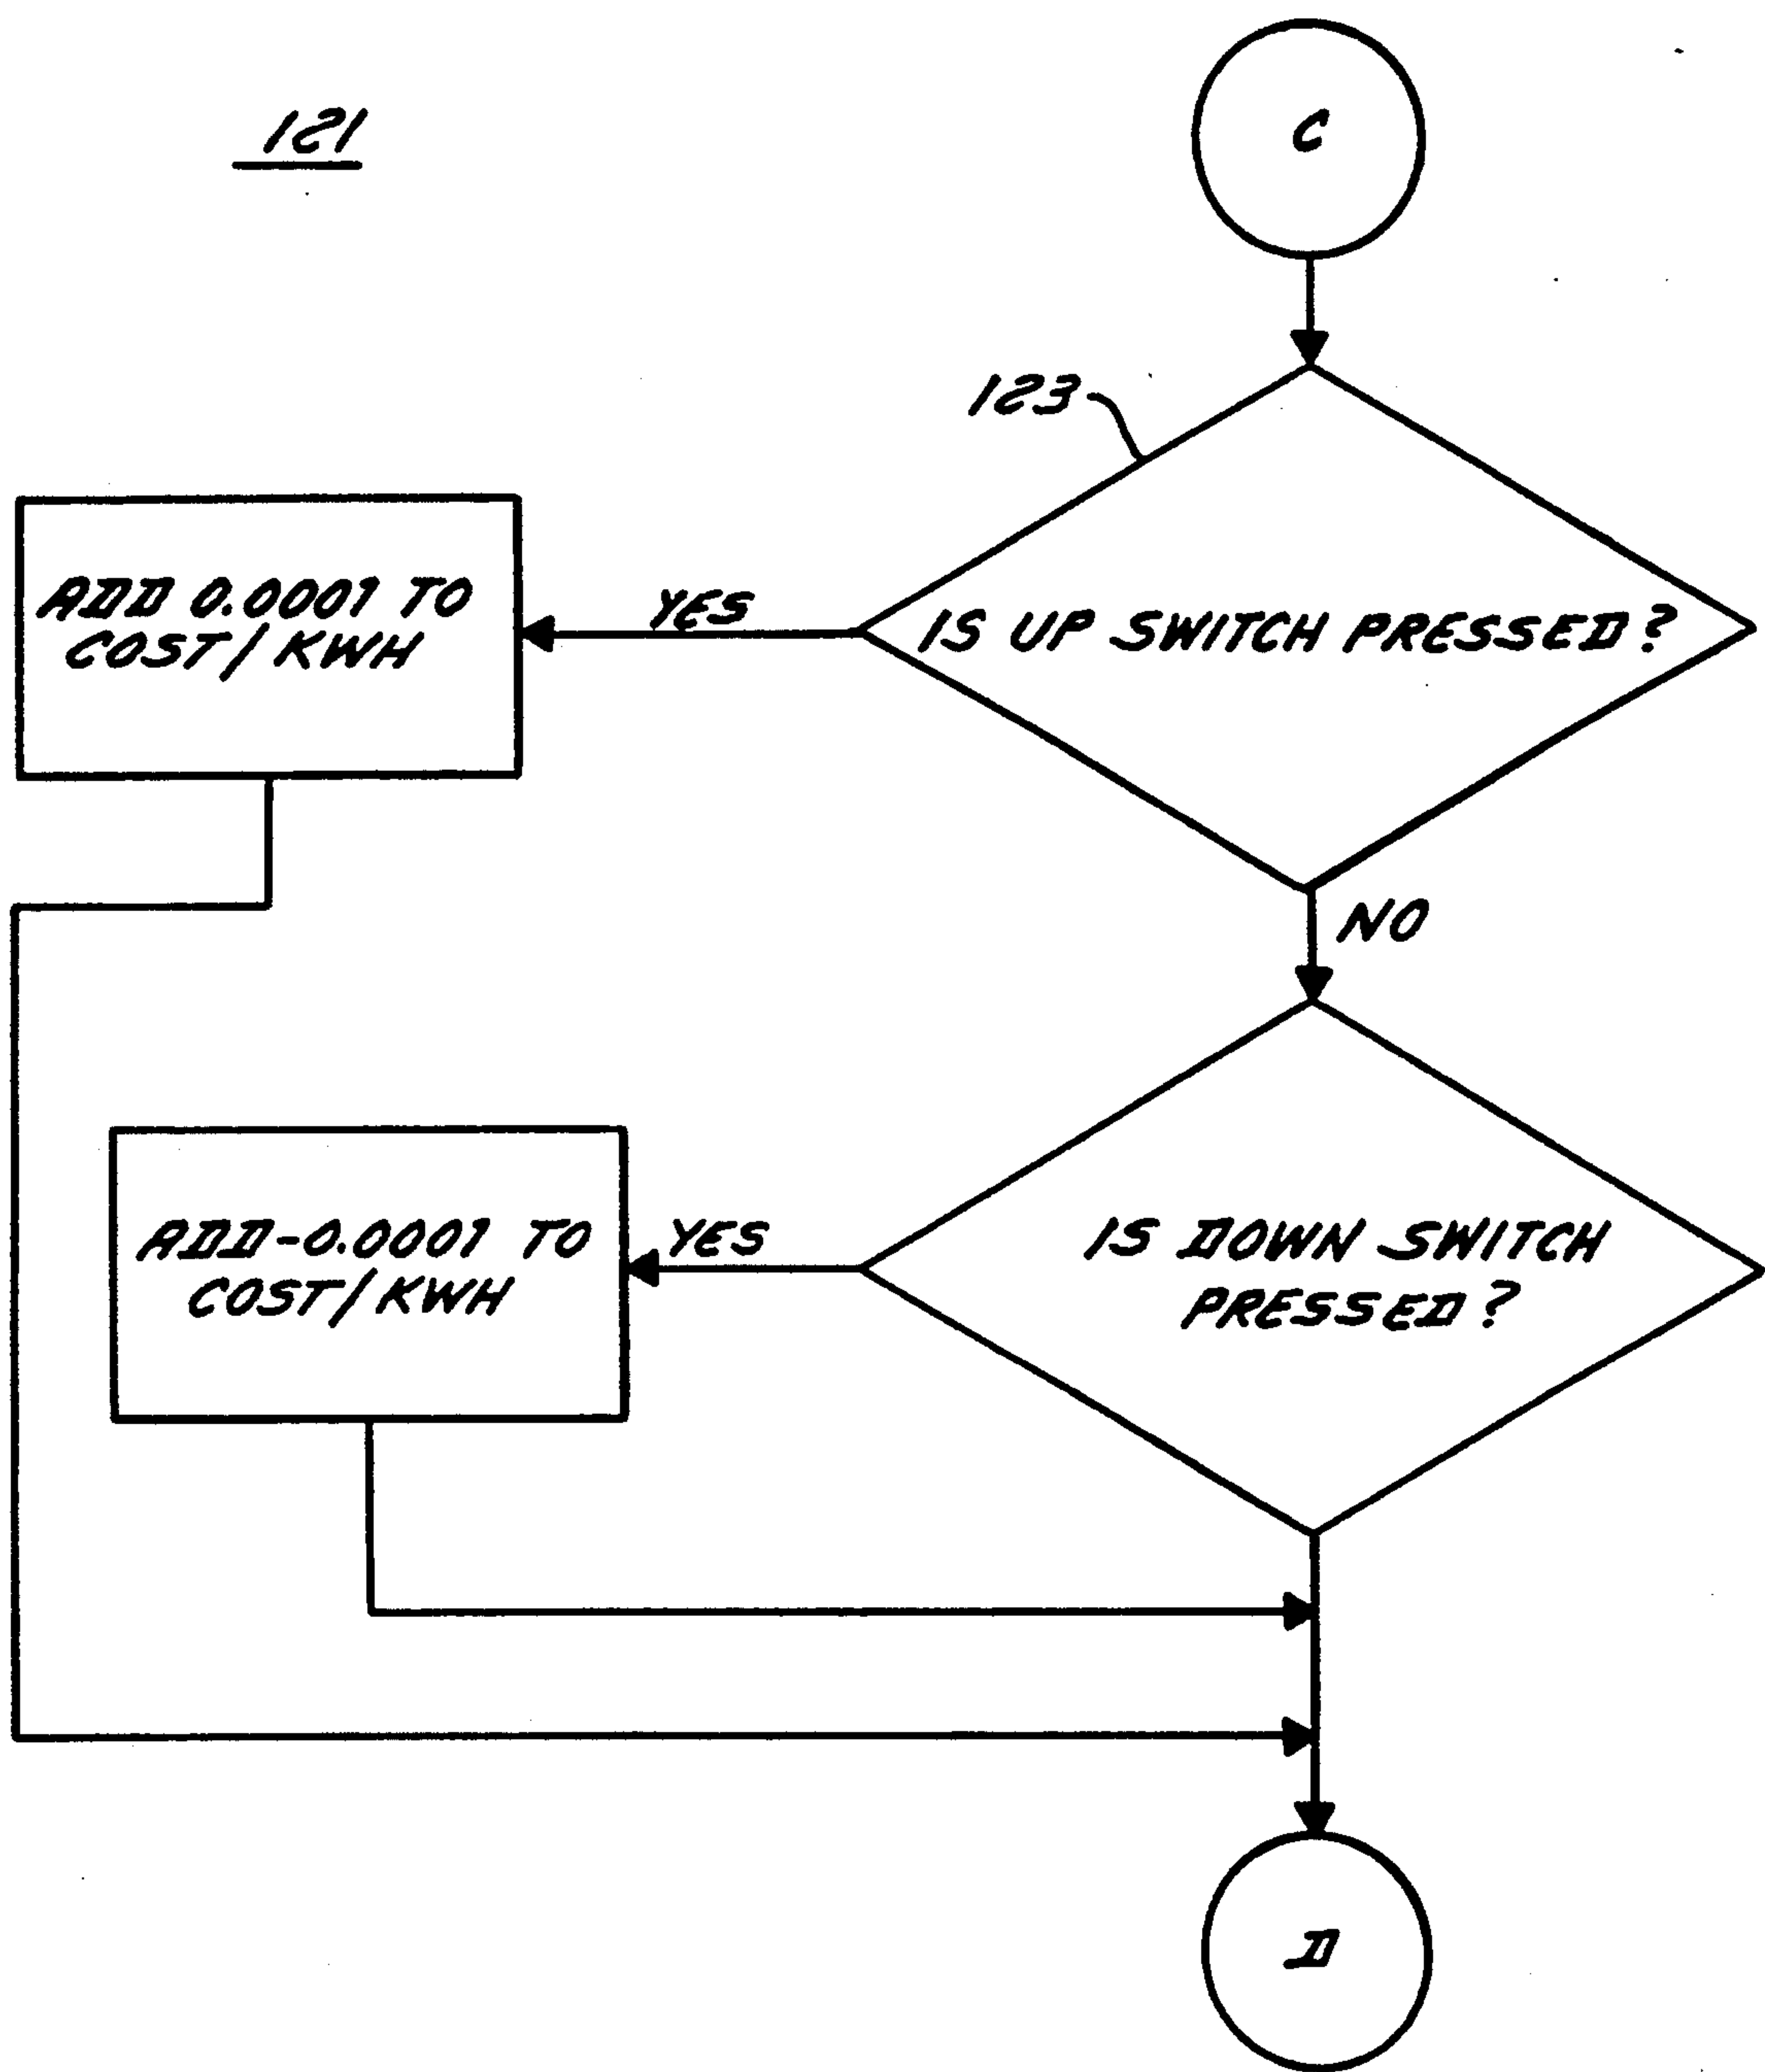 121
C
123
IS UP SWITCH PRESSED?
YES
ADD 0.0001 TO
COST/KWH
NO
IS DOWN SWITCH
PRESSED?
YES
ADD-0.0001 TO
COST/KWH
D